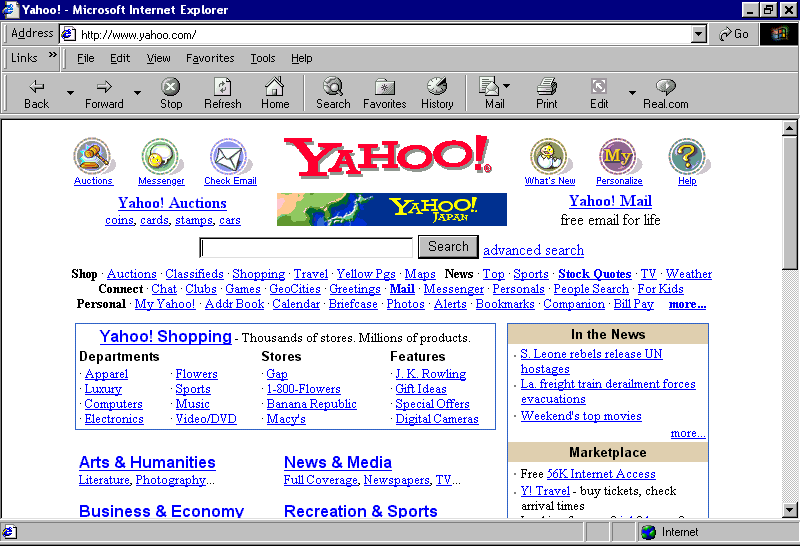 Yahoo! - Microsoft Internet Explorer
Address http://www.yahoo.com/ Go
Links » File Edit View Favorites Tools Help
Back Forward Stop Refresh Home Search Favorites History Mail Print Edit Real.com
YAHOO!
My
Auctions Messenger Check Email What's New Personalize Help
Yahoo! Auctions
coins, cards, stamps, cars
YAHOO! JAPAN
Yahoo! Mail
free email for life
Search advanced search
Shop · Auctions · Classifieds · Shopping · Travel · Yellow Pgs · Maps News · Top · Sports · Stock Quotes · TV · Weather
Connect · Chat · Clubs · Games · GeoCities · Greetings · Mail · Messenger · Personals · People Search · For Kids
Personal · My Yahoo! · Addr Book · Calendar · Briefcase · Photos · Alerts · Bookmarks · Companion · Bill Pay more...
Yahoo! Shopping - Thousands of stores. Millions of products.
Departments Stores Features
· Apparel · Flowers · Gap · J. K. Rowling
· Luxury · Sports · 1-800-Flowers · Gift Ideas
· Computers · Music · Banana Republic · Special Offers
· Electronics · Video/DVD · Macy's · Digital Cameras
In the News
· S. Leone rebels release UN
hostages
· La. freight train derailment forces
evacuations
· Weekend's top movies
more...
Marketplace
· Free 56K Internet Access
· Y! Travel - buy tickets, check
arrival times
Arts & Humanities
Literature, Photography...
News & Media
Full Coverage, Newspapers, TV...
Business & Economy
Recreation & Sports
Internet